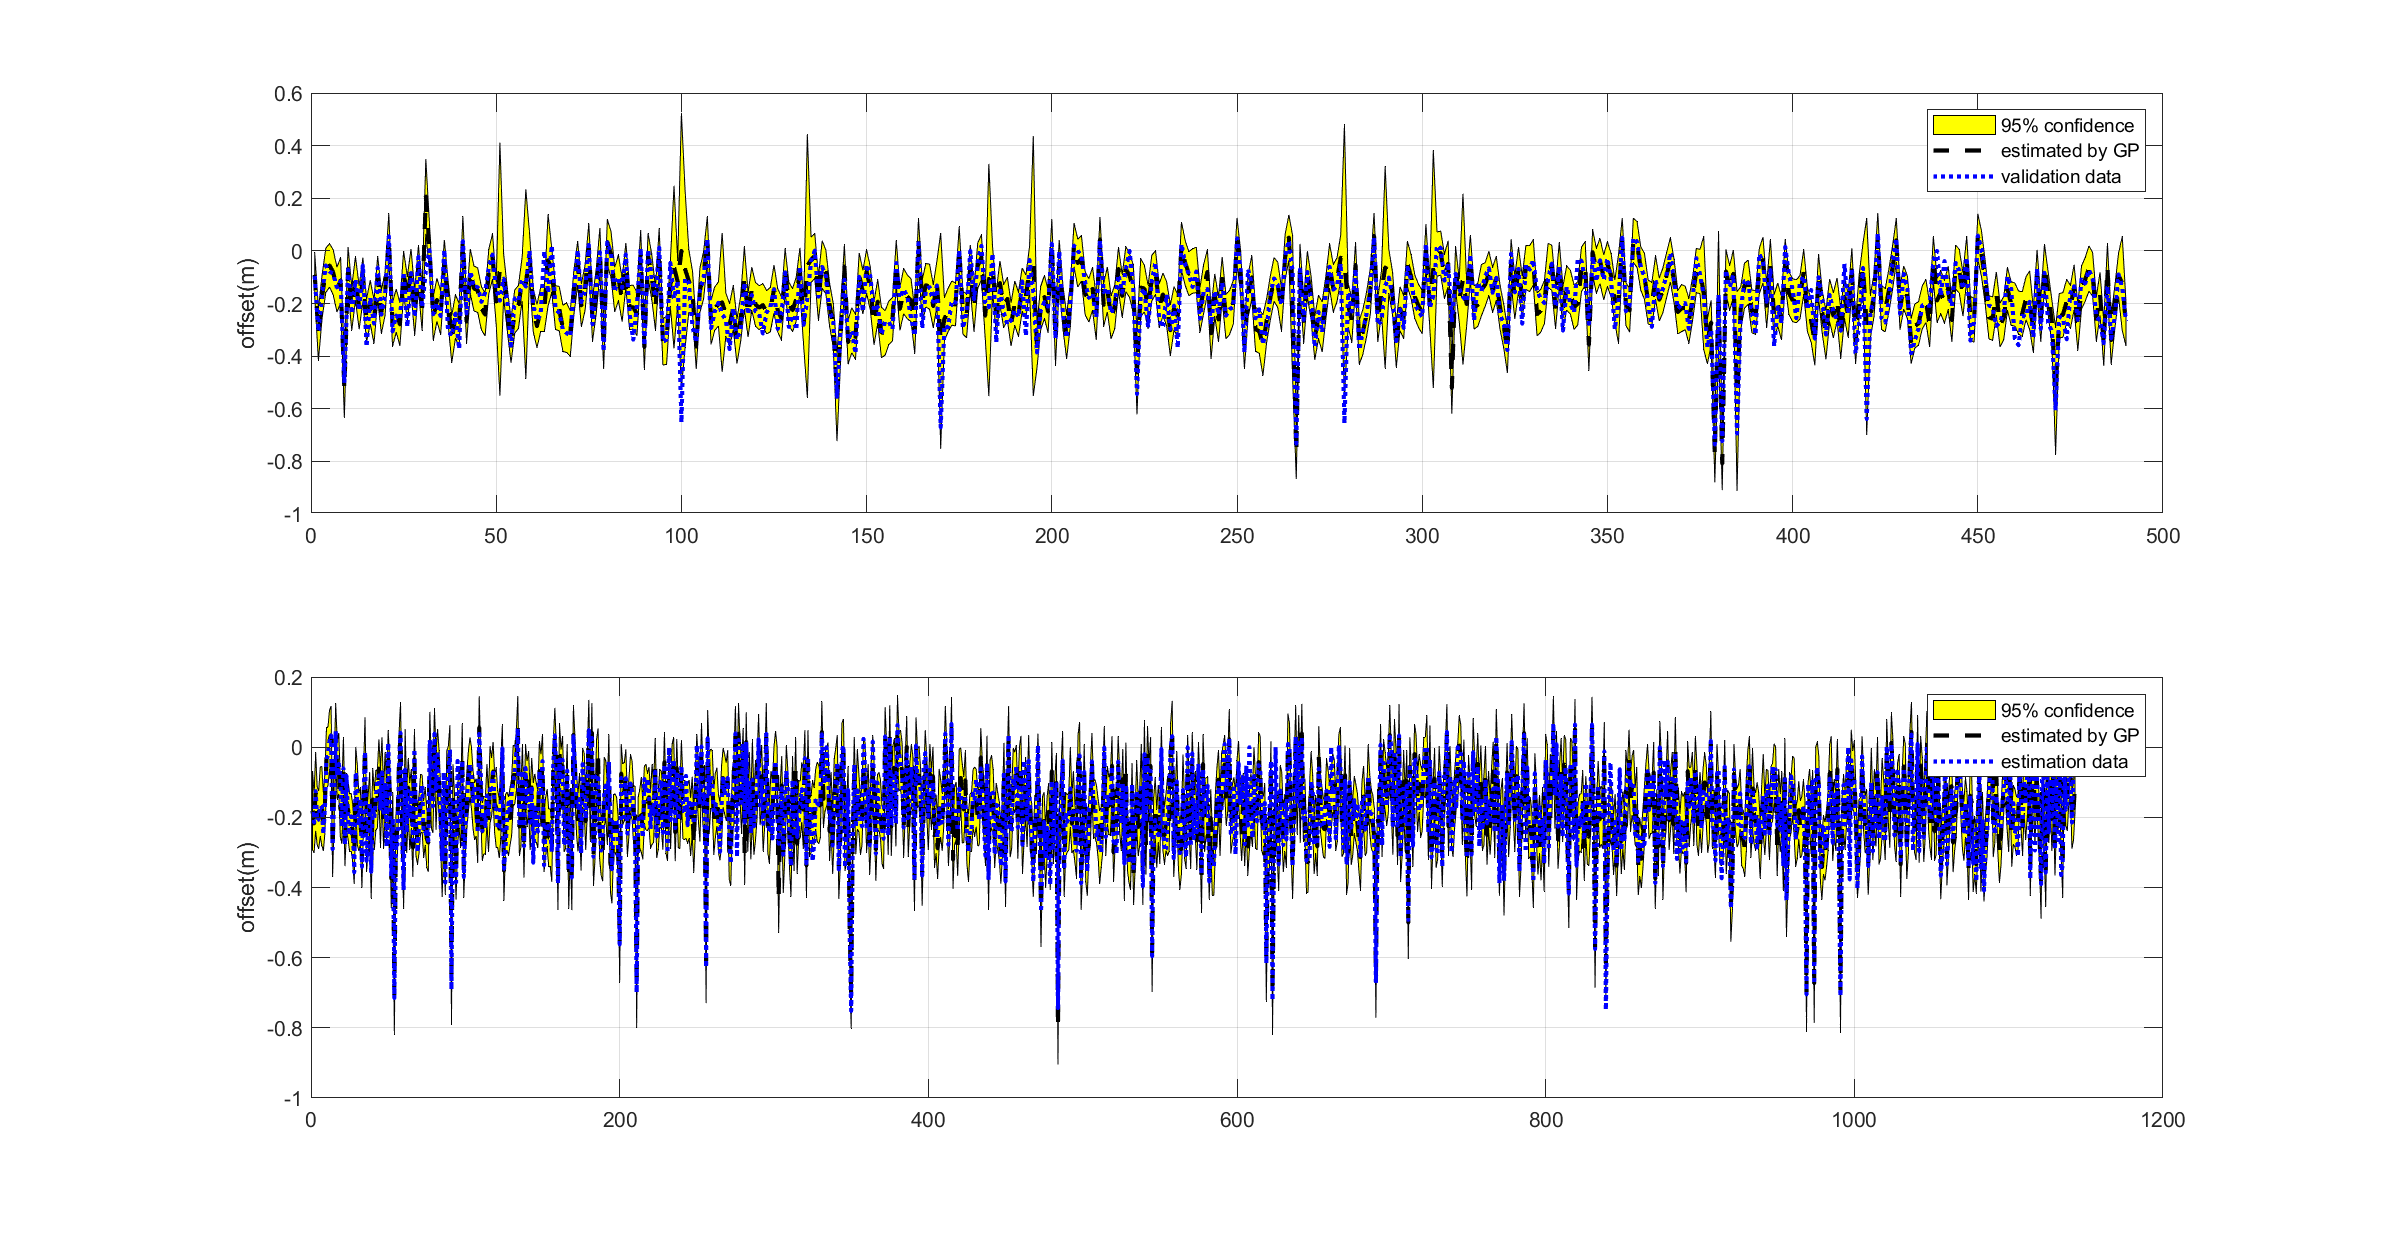 0.6
0.4
0.2
0
-0.2
-0.4
-0.6
-0.8
-1
offset(m)
95% confidence
estimated by GP
validation data
0 50 100 150 200 250 300 350 400 450 500
0.2
0
-0.2
-0.4
-0.6
-0.8
-1
offset(m)
95% confidence
estimated by GP
estimation data
0 200 400 600 800 1000 1200